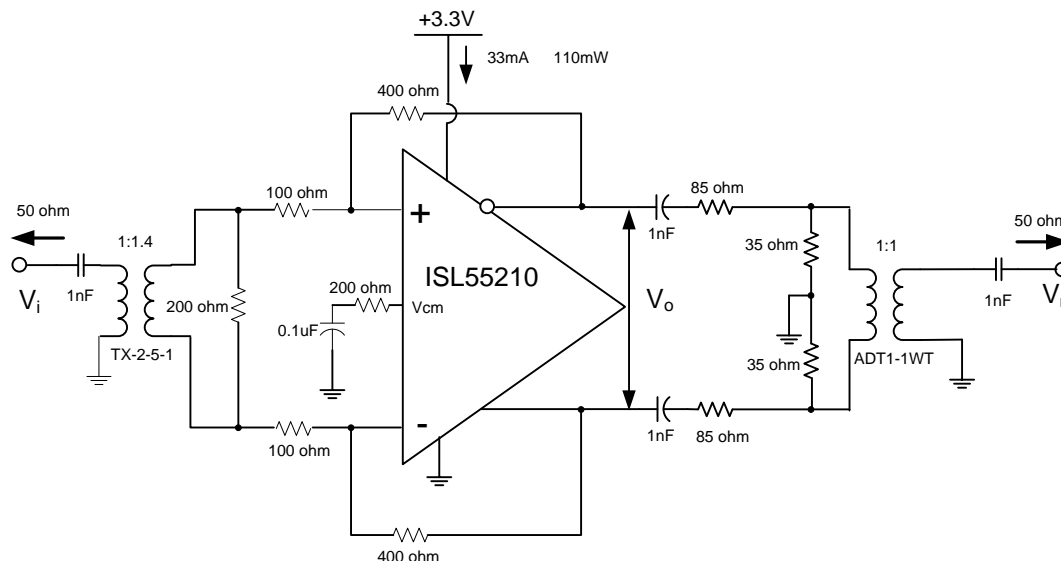 +3.3V
33mA 110mW
400 ohm
100 ohm
85 ohm
50 ohm
50 ohm
+
1nF
35 ohm
1:1
1:1.4
ISL55210
Vi
1nF
200 ohm
200 ohm
Vcm
Vo
1nF
0.1uF
TX-2-5-1
35 ohm
ADT1-1WT
-
100 ohm
1nF
85 ohm
400 ohm